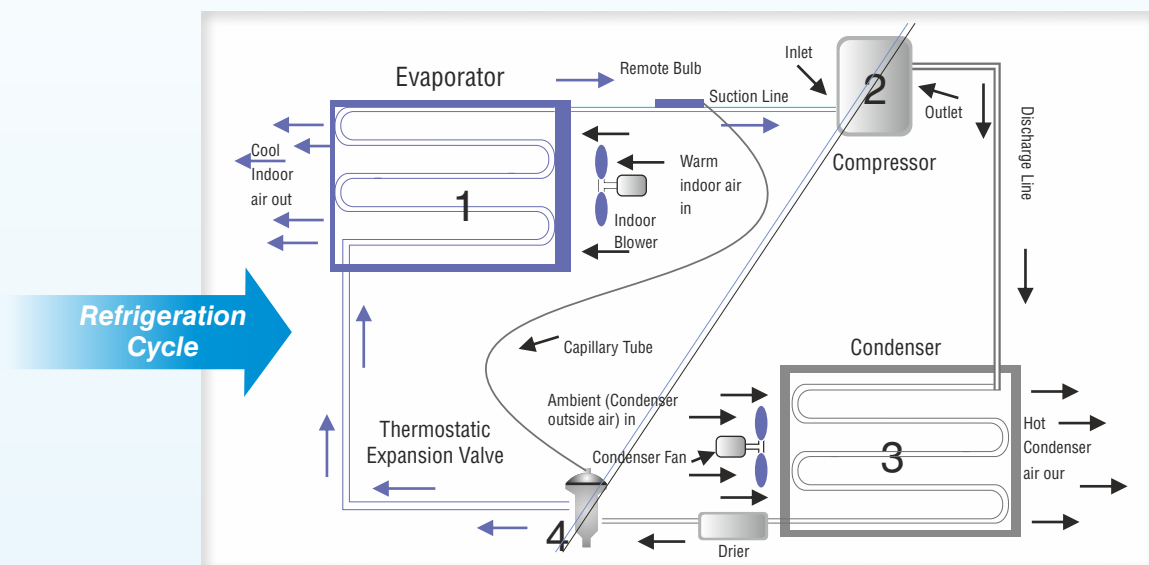 Refrigeration
Cycle
Evaporator
1
Cool
Indoor
air out
Remote Bulb
Suction Line
Warm
indoor air
in
Indoor
Blower
Inlet
2
Outlet
Compressor
Discharge Line
Capillary Tube
Thermostatic
Expansion Valve
4
Ambient (Condenser
outside air) in
Condenser Fan
Condenser
3
Hot
Condenser
air our
Drier